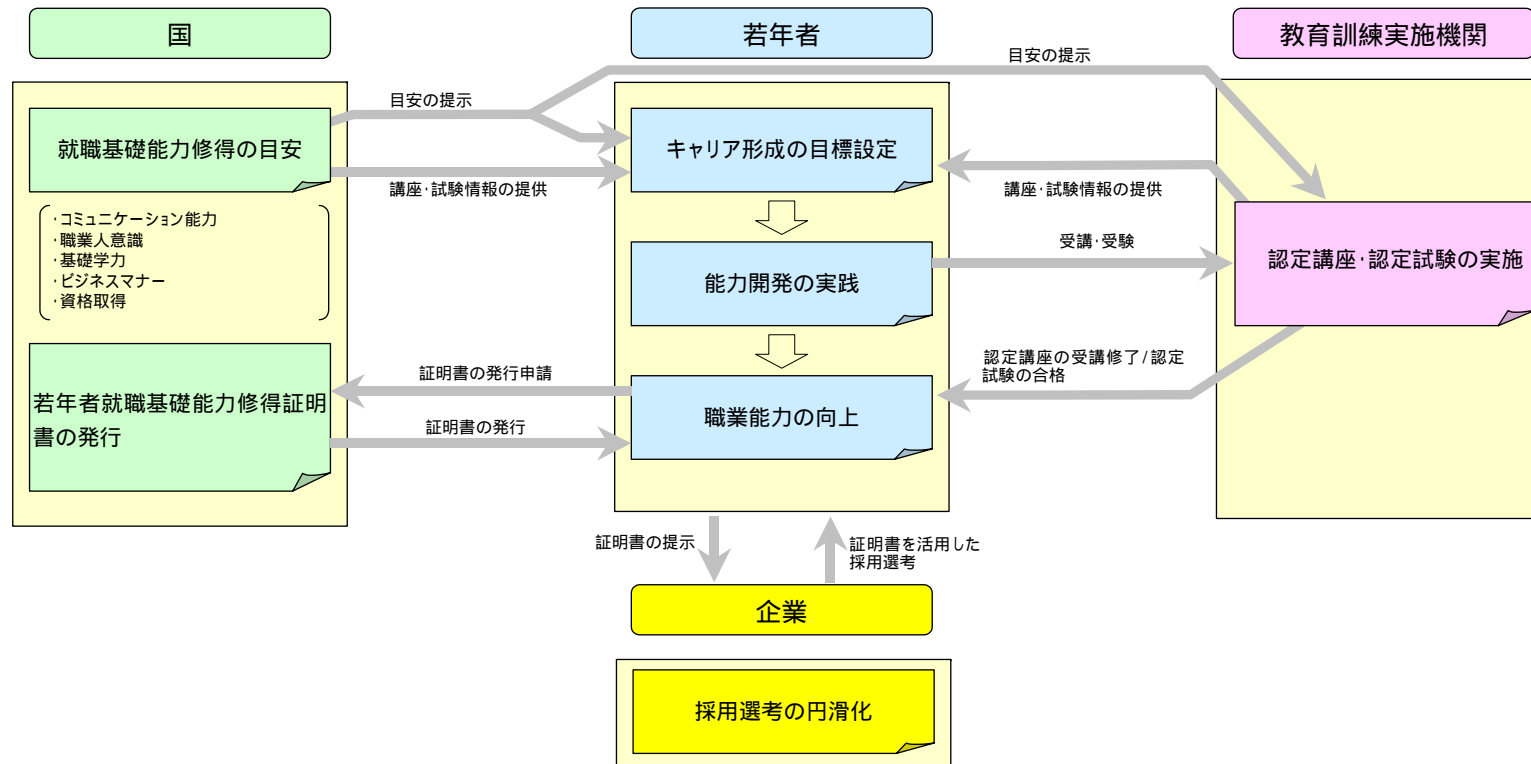 国
若年者
教育訓練実施機関
目安の提示
目安の提示
就職基礎能力修得の目安
キャリア形成の目標設定
講座・試験情報の提供
講座・試験情報の提供
・コミュニケーション能力
・職業人意識
・基礎学力
・ビジネスマナー
・資格取得
受講・受験
認定講座・認定試験の実施
能力開発の実践
認定講座の受講修了/認定
試験の合格
証明書の発行申請
若年者就職基礎能力修得証明
書の発行
職業能力の向上
証明書の発行
証明書の提示
証明書を活用した
採用選考
企業
採用選考の円滑化